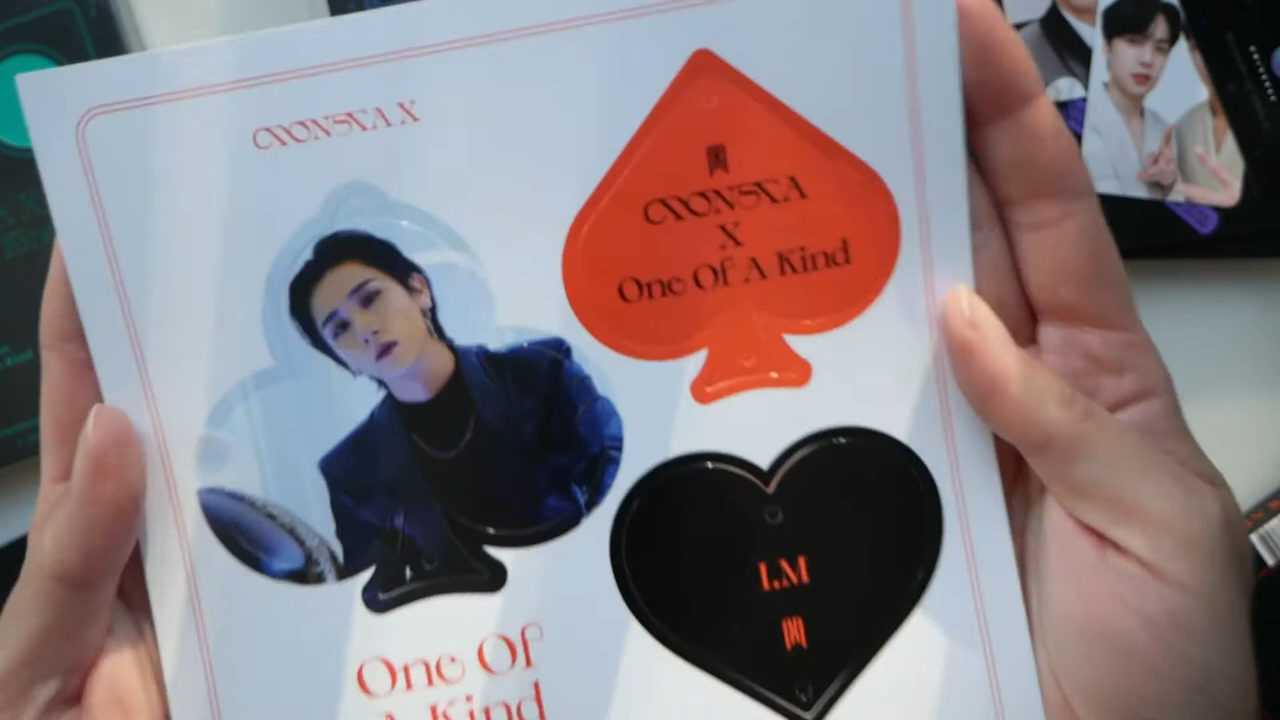 MONSTA X
MONSTA
X
One Of A Kind
I.M
One Of
A Kind